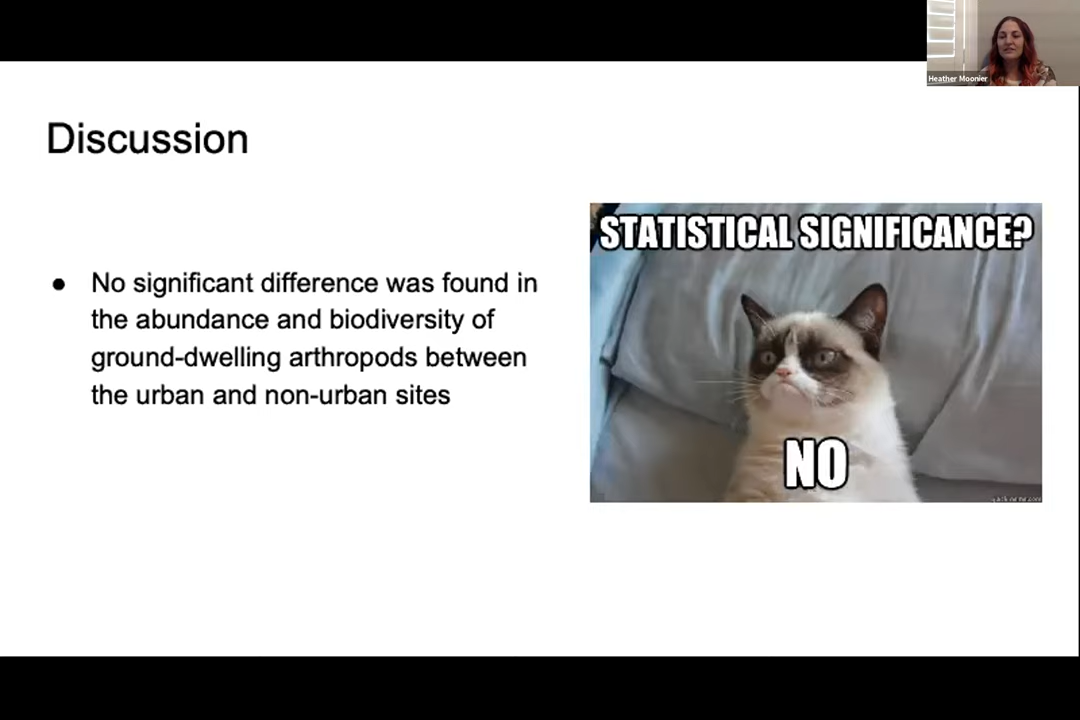 Heather Moonier
Discussion
● No significant difference was found in
the abundance and biodiversity of
ground-dwelling arthropods between
the urban and non-urban sites
STATISTICAL SIGNIFICANCE?
NO